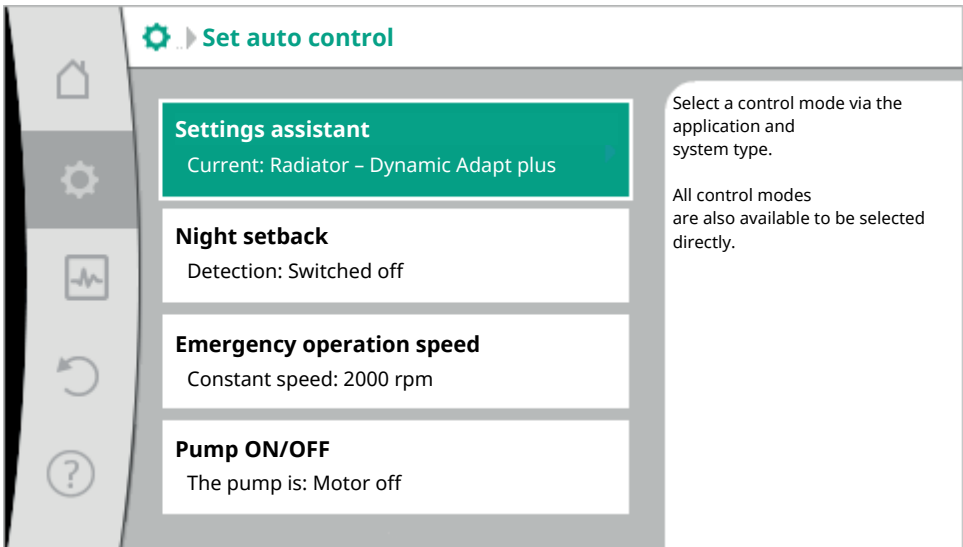 Set auto control
Settings assistant
Current: Radiator – Dynamic Adapt plus
Night setback
Detection: Switched off
Emergency operation speed
Constant speed: 2000 rpm
Pump ON/OFF
The pump is: Motor off
Select a control mode via the
application and
system type.
All control modes
are also available to be selected
directly.
?